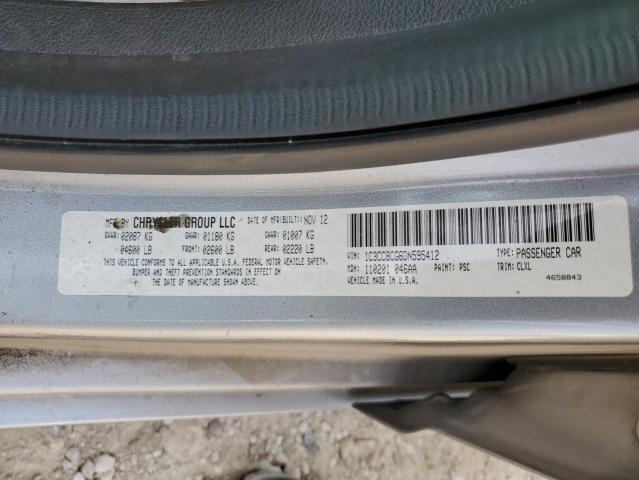 MFD BY CHRYSLER GROUP LLC DATE OF MFR(BUILT): NOV 12
GVWR: 02087 KG GAWR: 01180 KG GAWR: 01007 KG
04600 LB FRONT: 02600 LB REAR: 02220 LB
THIS VEHICLE CONFORMS TO ALL APPLICABLE U.S.A. FEDERAL MOTOR VEHICLE SAFETY,
BUMPER AND THEFT PREVENTION STANDARDS IN EFFECT ON
THE DATE OF MANUFACTURE SHOWN ABOVE.
VIN: 1C3CCBCG6DN595412 TYPE: PASSENGER CAR
MDH: 110201 046AA PAINT: PSC TRIM: CLXL
VEHICLE MADE IN U.S.A. 4658843